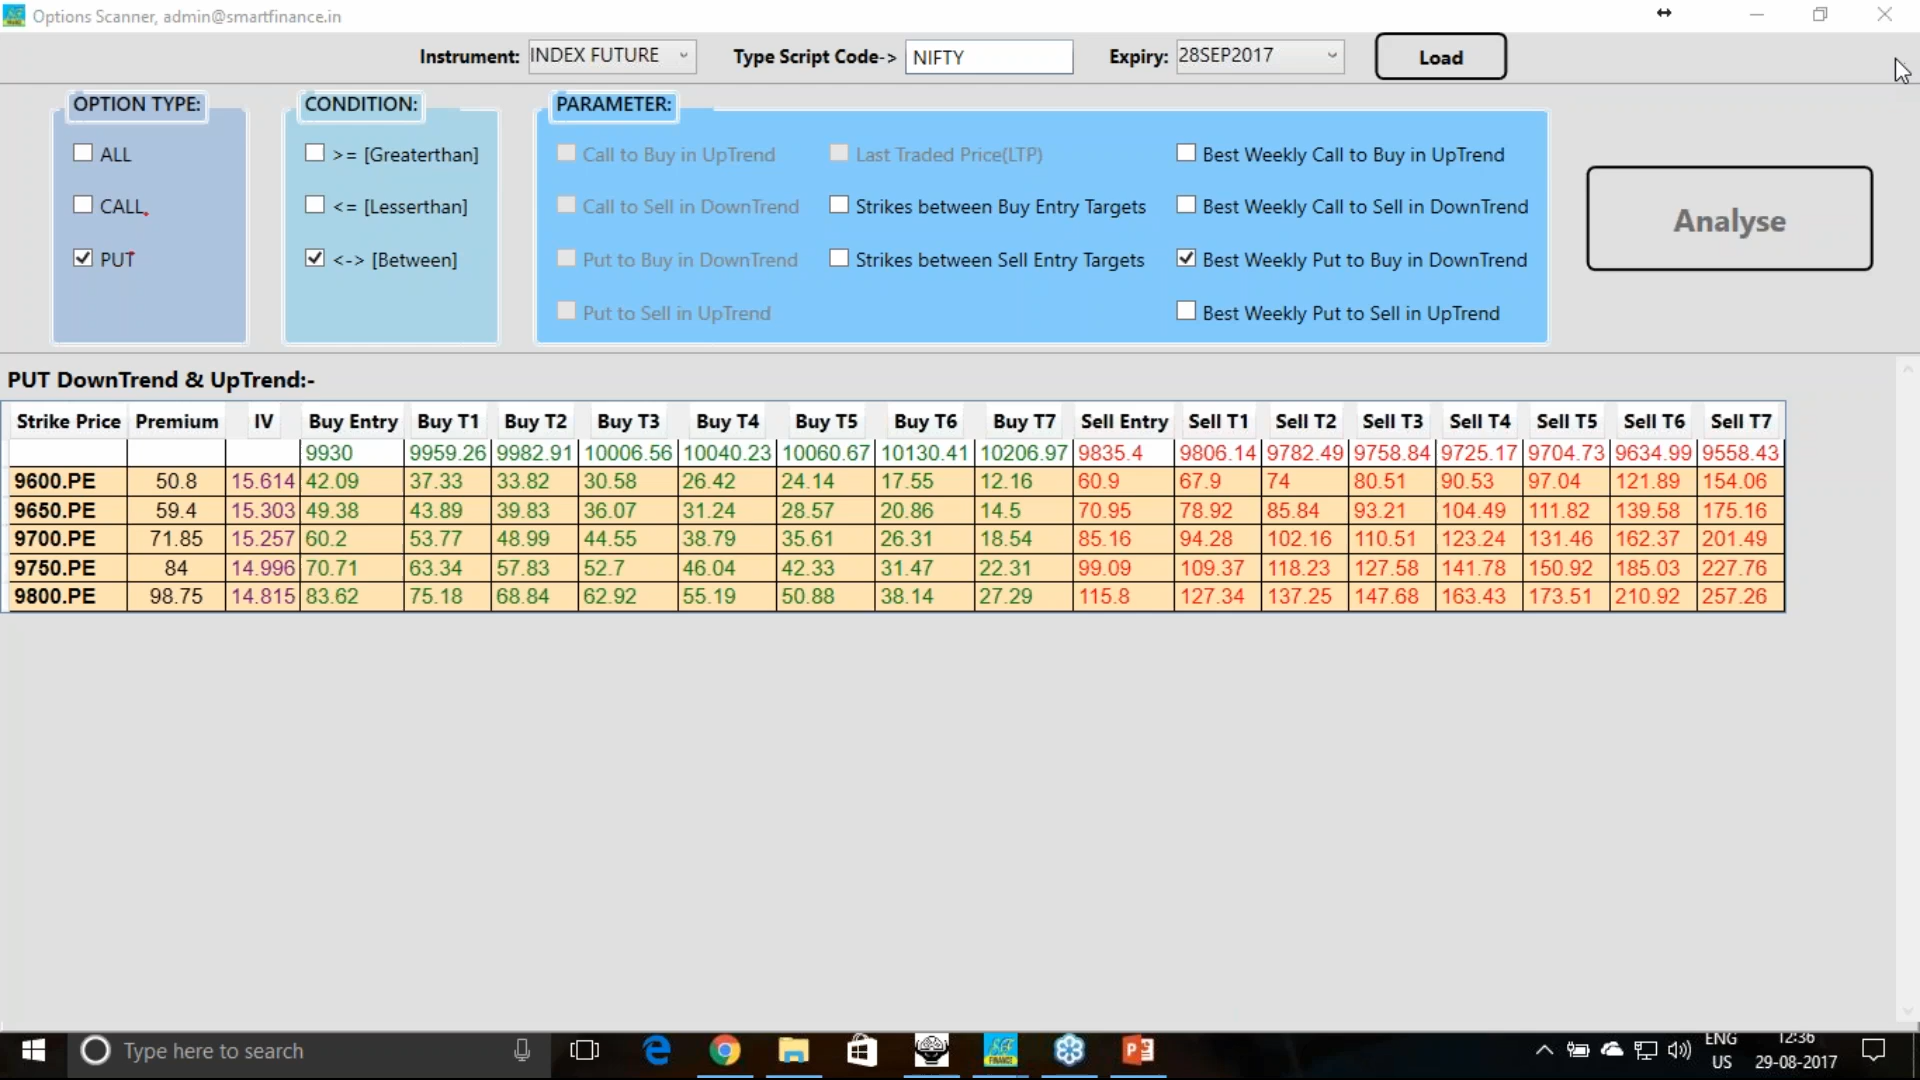 Options Scanner, admin@smartfinance.in
Instrument: INDEX FUTURE Type Script Code-> NIFTY Expiry: 28SEP2017 Load
OPTION TYPE: CONDITION: PARAMETER:
ALL >= [Greaterthan] Call to Buy in UpTrend Last Traded Price(LTP) Best Weekly Call to Buy in UpTrend
CALL <= [Lesserthan] Call to Sell in DownTrend Strikes between Buy Entry Targets Best Weekly Call to Sell in DownTrend
Analyse
PUT <-> [Between] Put to Buy in DownTrend Strikes between Sell Entry Targets Best Weekly Put to Buy in DownTrend
Put to Sell in UpTrend Best Weekly Put to Sell in UpTrend
PUT DownTrend & UpTrend:-
Strike Price Premium IV Buy Entry Buy T1 Buy T2 Buy T3 Buy T4 Buy T5 Buy T6 Buy T7 Sell Entry Sell T1 Sell T2 Sell T3 Sell T4 Sell T5 Sell T6 Sell T7
9930 9959.26 9982.91 10006.56 10040.23 10060.67 10130.41 10206.97 9835.4 9806.14 9782.49 9758.84 9725.17 9704.73 9634.99 9558.43
9600.PE 50.8 15.614 42.09 37.33 33.82 30.58 26.42 24.14 17.55 12.16 60.9 67.9 74 80.51 90.53 97.04 121.89 154.06
9650.PE 59.4 15.303 49.38 43.89 39.83 36.07 31.24 28.57 20.86 14.5 70.95 78.92 85.84 93.21 104.49 111.82 139.58 175.16
9700.PE 71.85 15.257 60.2 53.77 48.99 44.55 38.79 35.61 26.31 18.54 85.16 94.28 102.16 110.51 123.24 131.46 162.37 201.49
9750.PE 84 14.996 70.71 63.34 57.83 52.7 46.04 42.33 31.47 22.31 99.09 109.37 118.23 127.58 141.78 150.92 185.03 227.76
9800.PE 98.75 14.815 83.62 75.18 68.84 62.92 55.19 50.88 38.14 27.29 115.8 127.34 137.25 147.68 163.43 173.51 210.92 257.26
Type here to search
FINANCE
ENG 12:36
US 29-08-2017